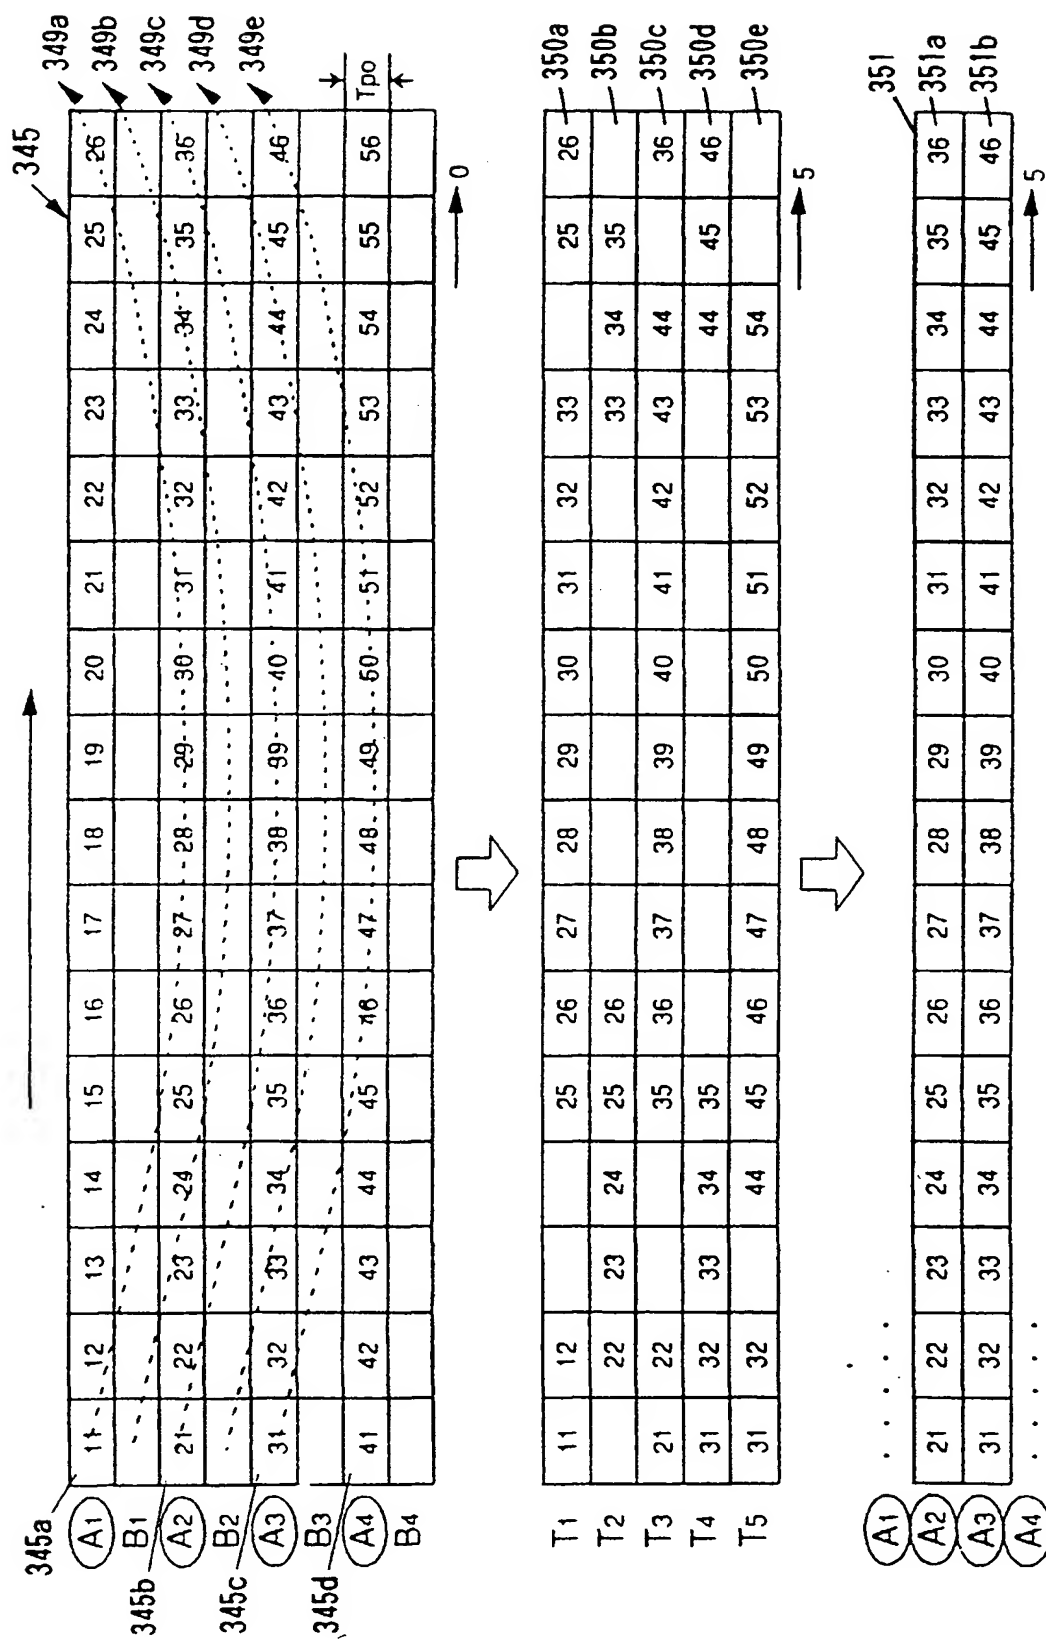 345
349a
349b
349c
349d
349e
345a
A1 11 12 13 14 15 16 17 18 19 20 21 22 23 24 25 26
B1
345b
A2 21 22 23 24 25 26 27 28 29 30 31 32 33 34 35 36
B2
345c
A3 31 32 33 34 35 36 37 38 39 40 41 42 43 44 45 46
B3
345d
A4 41 42 43 44 45 46 47 48 49 50 51 52 53 54 55 56 Tpo
B4
0
T1 11 12 25 26 27 28 29 30 31 32 33 25 26 350a
T2 22 23 24 25 26 33 34 35 350b
T3 21 22 35 36 37 38 39 40 41 42 43 44 36 350c
T4 31 32 33 34 35 44 45 46 350d
T5 31 32 44 45 46 47 48 49 50 51 52 53 54 350e
5
351
A1
A2 21 22 23 24 25 26 27 28 29 30 31 32 33 34 35 36 351a
A3 31 32 33 34 35 36 37 38 39 40 41 42 43 44 45 46 351b
A4
5